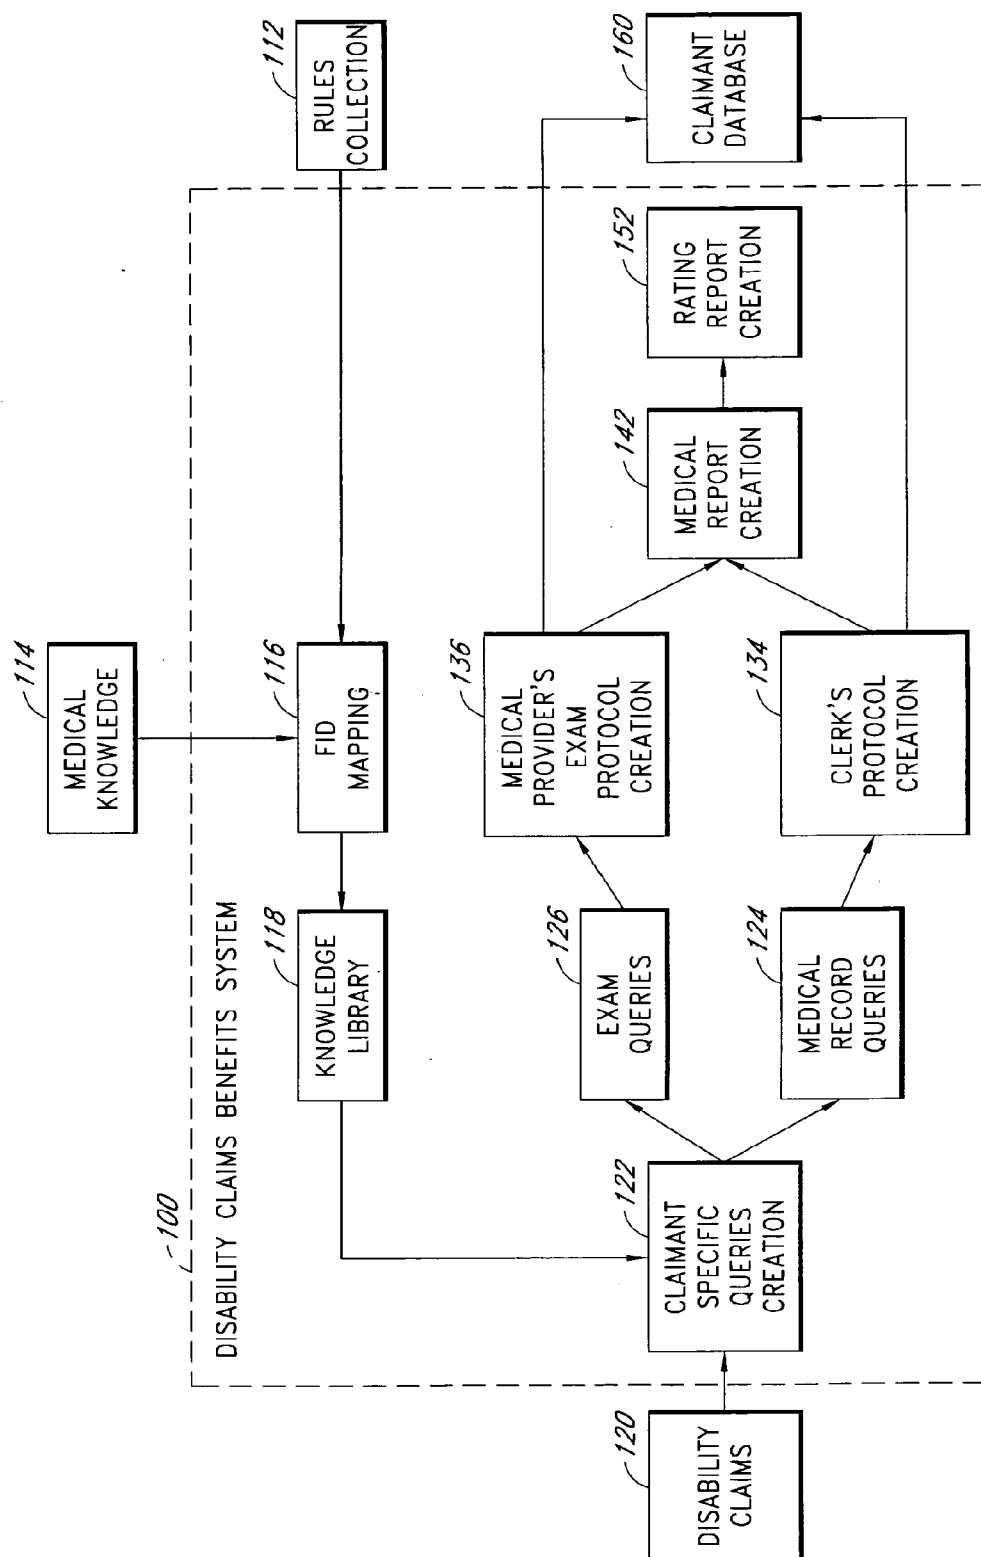 114
MEDICAL
KNOWLEDGE
112
RULES
COLLECTION
100
DISABILITY CLAIMS BENEFITS SYSTEM
118
KNOWLEDGE
LIBRARY
116
FID
MAPPING
120
DISABILITY
CLAIMS
122
CLAIMANT
SPECIFIC
QUERIES
CREATION
126
EXAM
QUERIES
124
MEDICAL
RECORD
QUERIES
136
MEDICAL
PROVIDER'S
EXAM
PROTOCOL
CREATION
134
CLERK'S
PROTOCOL
CREATION
142
MEDICAL
REPORT
CREATION
152
RATING
REPORT
CREATION
160
CLAIMANT
DATABASE